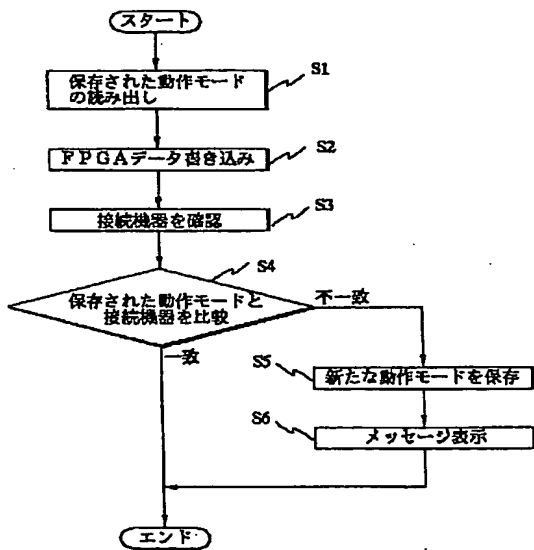 スタート
保存された動作モード
の読み出し
S1
FPGAデータ書き込み
S2
接続機器を確認
S3
S4
保存された動作モードと
接続機器を比較
不一致
一致
S5
新たな動作モードを保存
S6
メッセージ表示
エンド